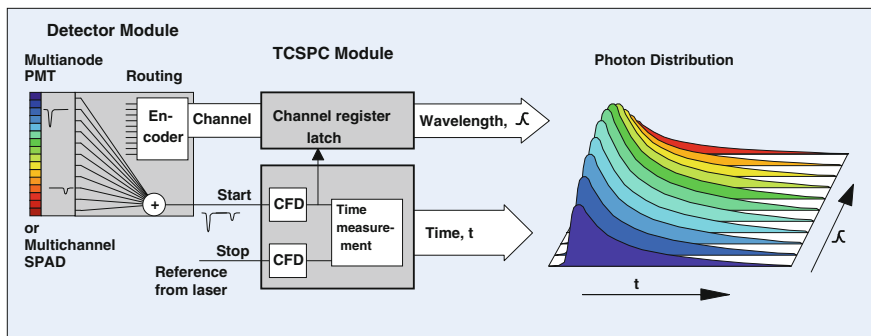 Detector Module
Multianode
PMT
Routing
En-
coder
Channel
or
Multichannel
SPAD
+
Start
Stop
Reference
from laser
TCSPC Module
Channel register
latch
CFD
CFD
Time
measure-
ment
Wavelength,
Time, t
Photon Distribution
t